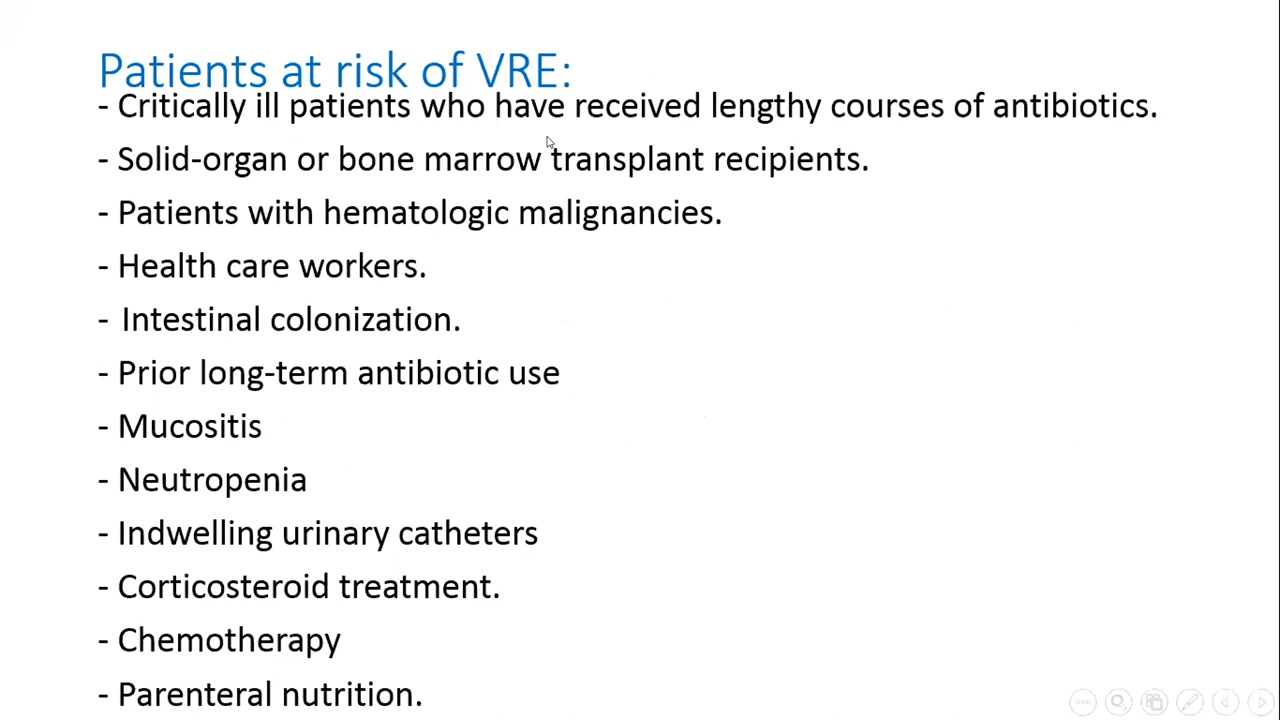 Patients at risk of VRE:
- Critically ill patients who have received lengthy courses of antibiotics.
- Solid-organ or bone marrow transplant recipients.
- Patients with hematologic malignancies.
- Health care workers.
- Intestinal colonization.
- Prior long-term antibiotic use
- Mucositis
- Neutropenia
- Indwelling urinary catheters
- Corticosteroid treatment.
- Chemotherapy
- Parenteral nutrition.